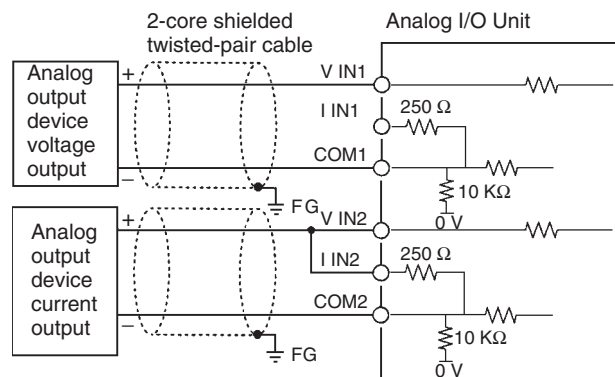 2-core shielded
twisted-pair cable
Analog I/O Unit
Analog
output
device
voltage
output
+
−
V IN1
I IN1
250 Ω
COM1
10 KΩ
0 V
FG
Analog
output
device
current
output
+
−
V IN2
I IN2
250 Ω
COM2
10 KΩ
0 V
FG